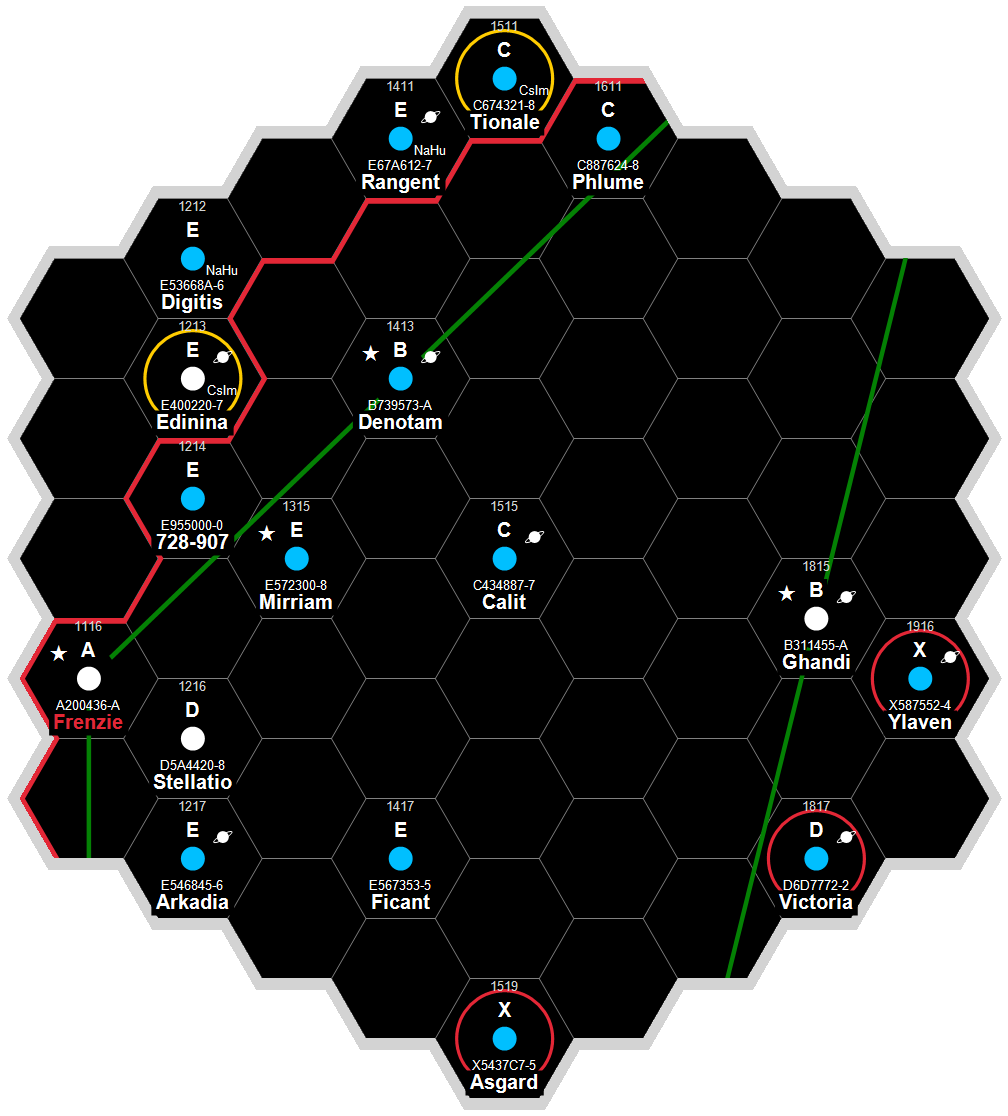 1511
C
CsIm
C674321-8
Tionale
1411
E
NaHu
E67A612-7
Rangent
1611
C
C887624-8
Phlume
1212
E
NaHu
E53668A-6
Digitis
1213
E
CsIm
E400220-7
Edinina
1413
B
B739573-A
Denotam
1214
E
E955000-0
728-907
1315
E
E572300-8
Mirriam
1515
C
C434887-7
Calit
1815
B
B311455-A
Ghandi
1116
A
A200436-A
Frenzie
1916
X
X587552-4
Ylaven
1216
D
D5A4420-8
Stellatio
1217
E
E546845-6
Arkadia
1417
E
E567353-5
Ficant
1817
D
D6D7772-2
Victoria
1519
X
X5437C7-5
Asgard